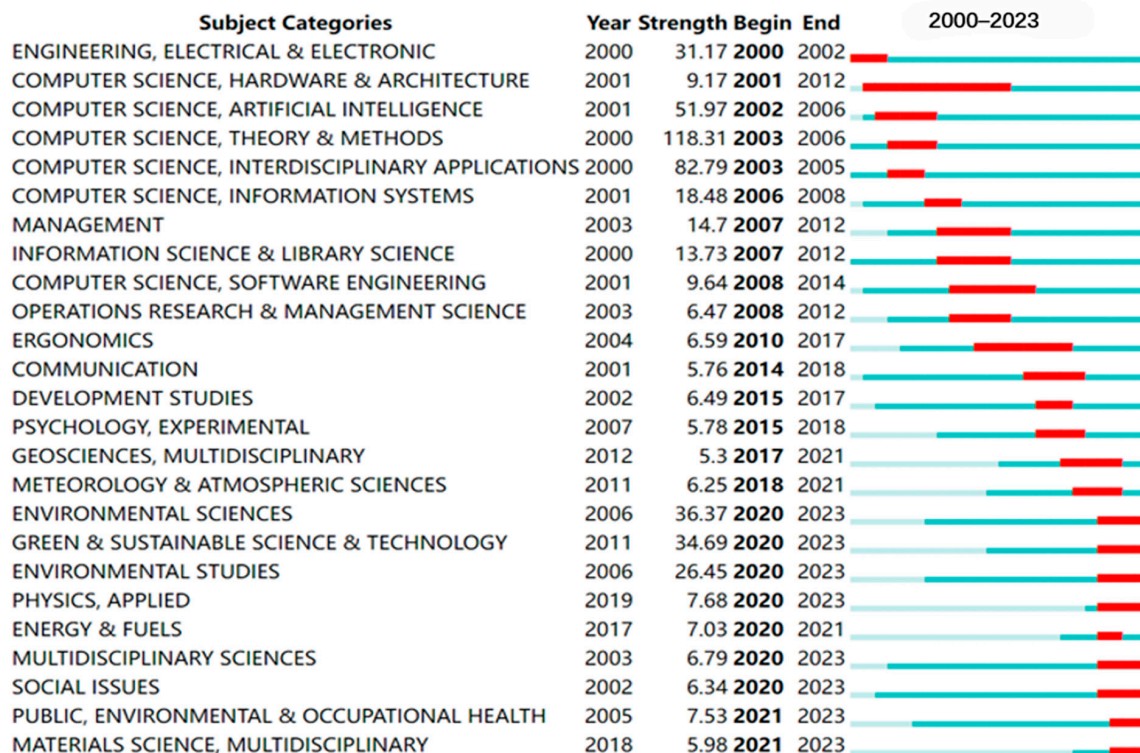 Subject Categories Year Strength Begin End 2000–2023
ENGINEERING, ELECTRICAL & ELECTRONIC 2000 31.17 2000 2002
COMPUTER SCIENCE, HARDWARE & ARCHITECTURE 2001 9.17 2001 2012
COMPUTER SCIENCE, ARTIFICIAL INTELLIGENCE 2001 51.97 2002 2006
COMPUTER SCIENCE, THEORY & METHODS 2000 118.31 2003 2006
COMPUTER SCIENCE, INTERDISCIPLINARY APPLICATIONS 2000 82.79 2003 2005
COMPUTER SCIENCE, INFORMATION SYSTEMS 2001 18.48 2006 2008
MANAGEMENT 2003 14.7 2007 2012
INFORMATION SCIENCE & LIBRARY SCIENCE 2000 13.73 2007 2012
COMPUTER SCIENCE, SOFTWARE ENGINEERING 2001 9.64 2008 2014
OPERATIONS RESEARCH & MANAGEMENT SCIENCE 2003 6.47 2008 2012
ERGONOMICS 2004 6.59 2010 2017
COMMUNICATION 2001 5.76 2014 2018
DEVELOPMENT STUDIES 2002 6.49 2015 2017
PSYCHOLOGY, EXPERIMENTAL 2007 5.78 2015 2018
GEOSCIENCES, MULTIDISCIPLINARY 2012 5.3 2017 2021
METEOROLOGY & ATMOSPHERIC SCIENCES 2011 6.25 2018 2021
ENVIRONMENTAL SCIENCES 2006 36.37 2020 2023
GREEN & SUSTAINABLE SCIENCE & TECHNOLOGY 2011 34.69 2020 2023
ENVIRONMENTAL STUDIES 2006 26.45 2020 2023
PHYSICS, APPLIED 2019 7.68 2020 2023
ENERGY & FUELS 2017 7.03 2020 2021
MULTIDISCIPLINARY SCIENCES 2003 6.79 2020 2023
SOCIAL ISSUES 2002 6.34 2020 2023
PUBLIC, ENVIRONMENTAL & OCCUPATIONAL HEALTH 2005 7.53 2021 2023
MATERIALS SCIENCE, MULTIDISCIPLINARY 2018 5.98 2021 2023